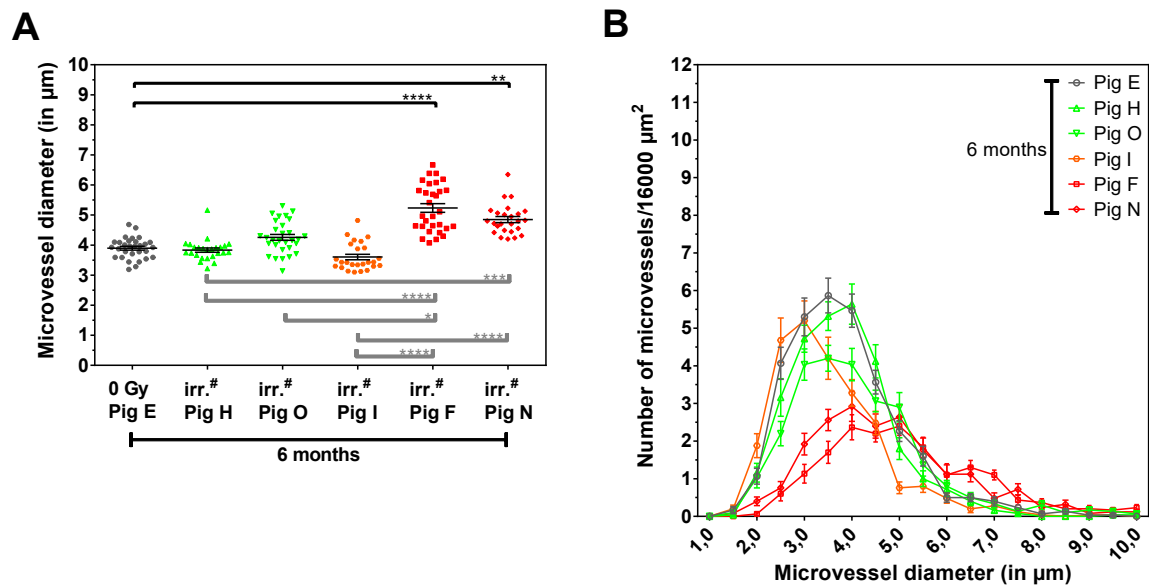 A
Microvessel diameter (in µm)
10
9
8
7
6
5
4
3
2
1
0
**
****
***
****
*
****
****
0 Gy irr.# irr.# irr.# irr.# irr.#
Pig E Pig H Pig O Pig I Pig F Pig N
6 months
B
Number of microvessels/16000 µm²
12
11
10
9
8
7
6
5
4
3
2
1
0
Pig E
Pig H
Pig O
Pig I
Pig F
Pig N
6 months
1,0 2,0 3,0 4,0 5,0 6,0 7,0 8,0 9,0 10,0
Microvessel diameter (in µm)